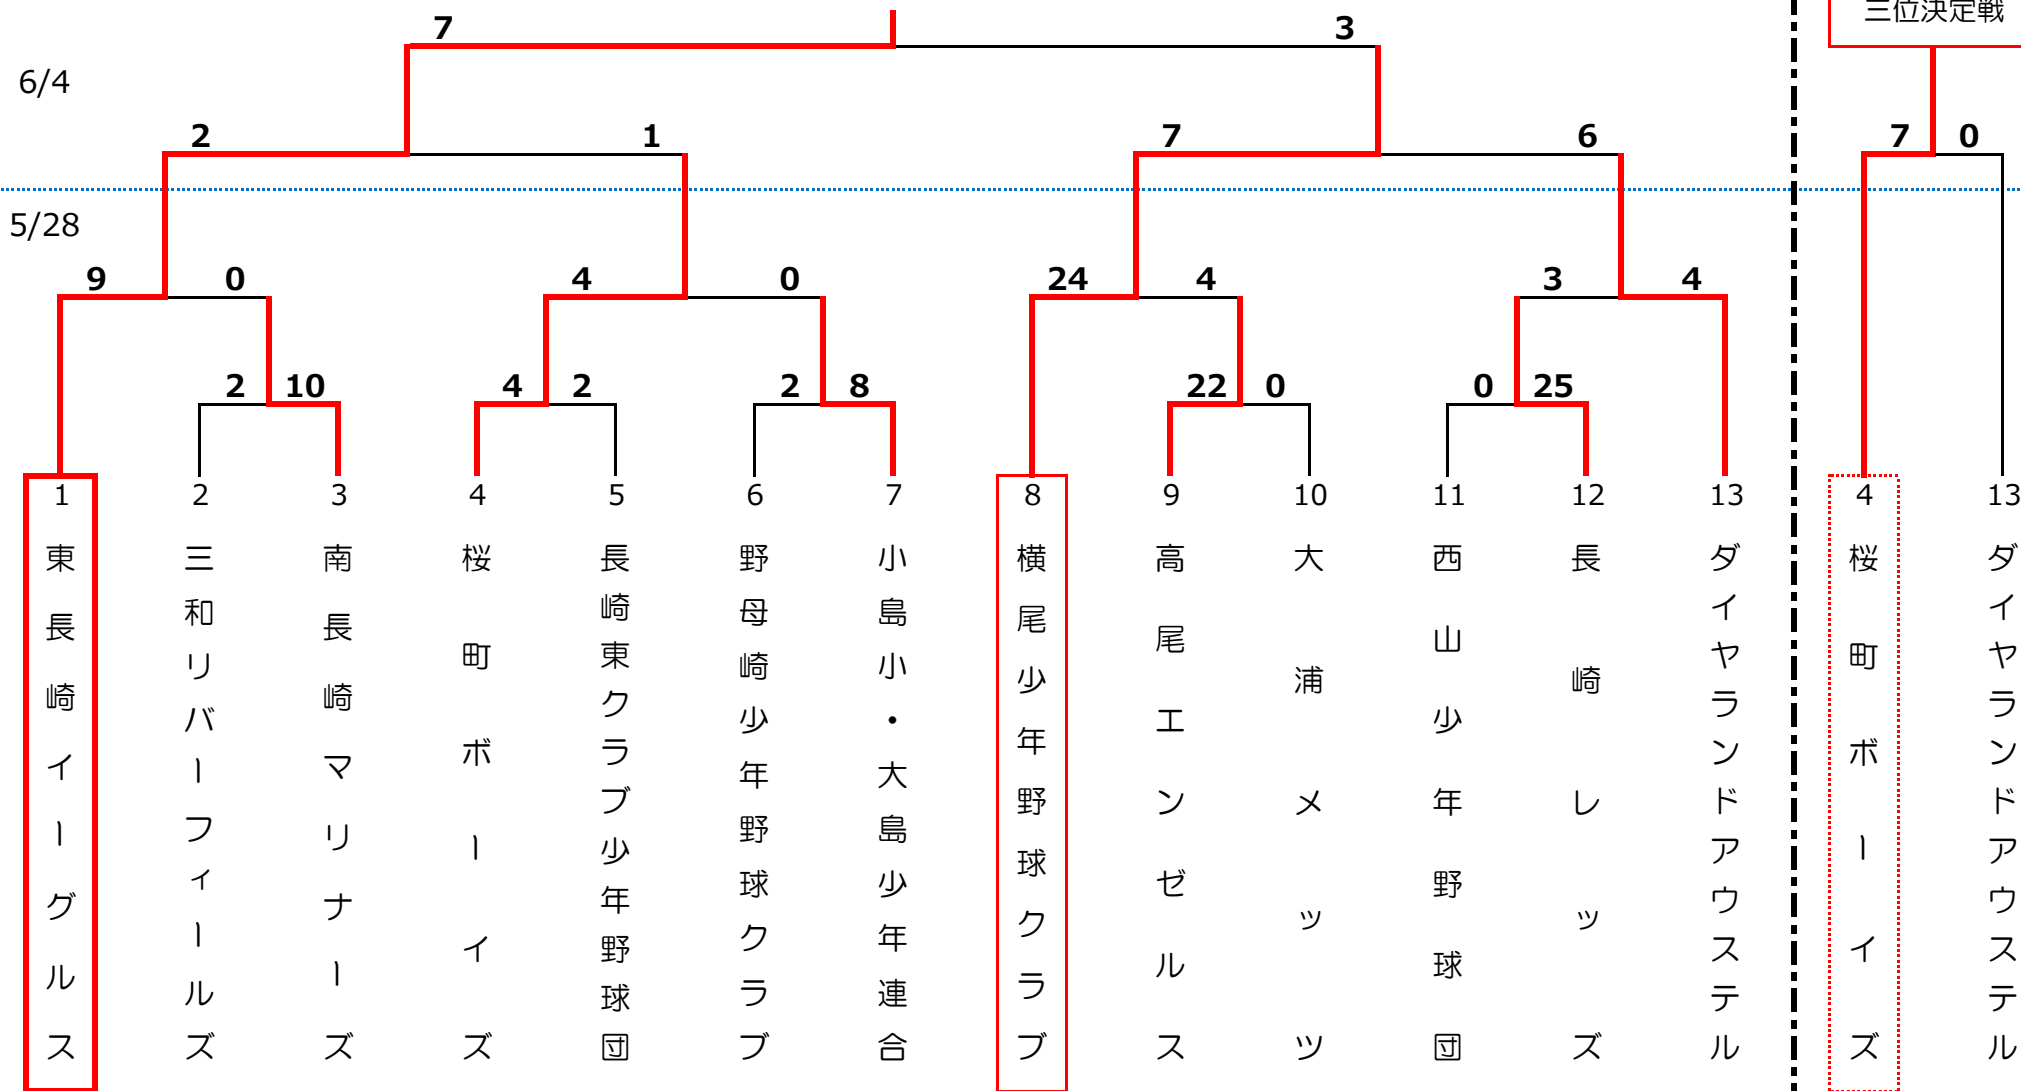 三位決定戦
7 3
6/4
2 1 7 6 7 0
5/28
9 0 4 0 24 4 3 4
2 10 4 2 2 8 22 0 0 25
1 2 3 4 5 6 7 8 9 10 11 12 13 4 13
東長崎イーグルス
三和リバーフィールズ
南長崎マリナーズ
桜町ボーイズ
長崎東クラブ少年野球団
野母崎少年野球クラブ
小島小・大島少年連合
横尾少年野球クラブ
高尾エンゼルス
大浦メッツ
西山少年野球団
長崎レッズ
ダイヤランドアウステル
桜町ボーイズ
ダイヤランドアウステル